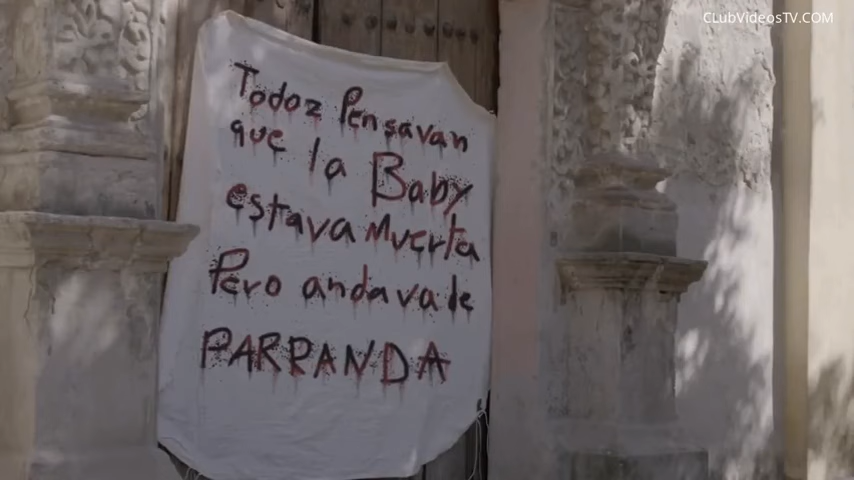 CLubVideosTV.COM
Todoz Pensavan
que la Baby
estava Muerta
Pero andava de
PARRANDA